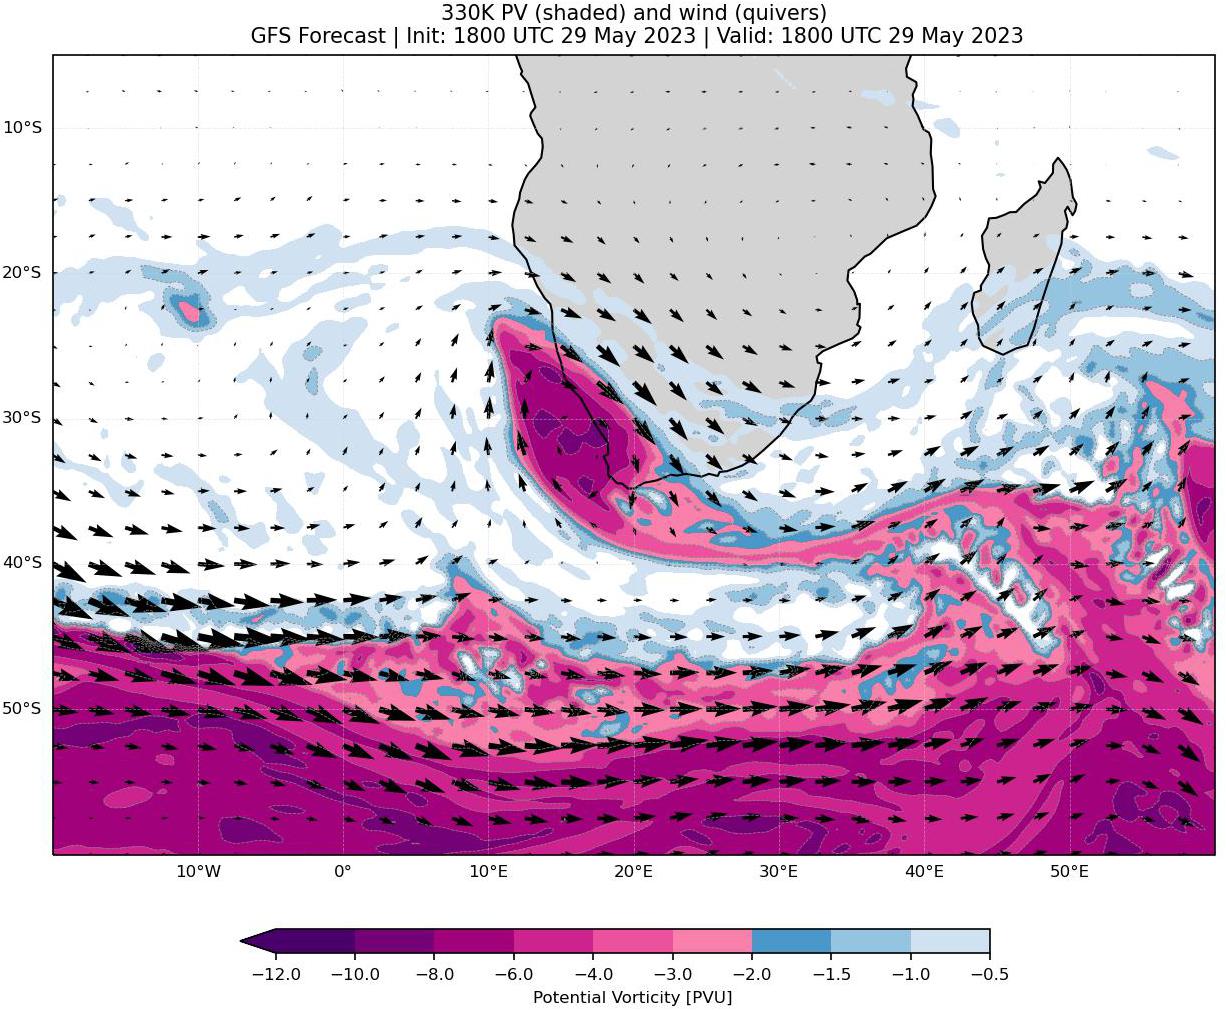 330K PV (shaded) and wind (quivers)
GFS Forecast | Init: 1800 UTC 29 May 2023 | Valid: 1800 UTC 29 May 2023
10°S
20°S
30°S
40°S
50°S
10°W 0° 10°E 20°E 30°E 40°E 50°E
−12.0 −10.0 −8.0 −6.0 −4.0 −3.0 −2.0 −1.5 −1.0 −0.5
Potential Vorticity [PVU]